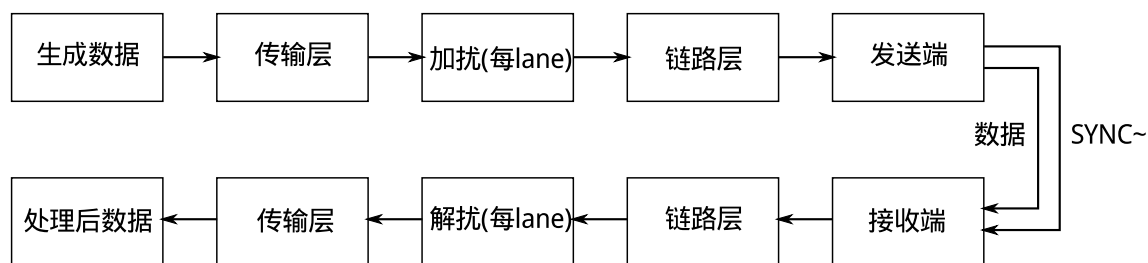 生成数据
传输层
加扰(每lane)
链路层
发送端
数据
SYNC~
处理后数据
传输层
解扰(每lane)
链路层
接收端